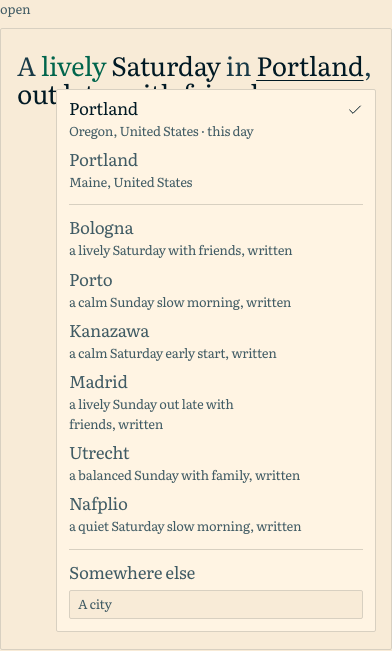 open
A lively Saturday in Portland,
out
Portland
Oregon, United States · this day
Portland
Maine, United States
Bologna
a lively Saturday with friends, written
Porto
a calm Sunday slow morning, written
Kanazawa
a calm Saturday early start, written
Madrid
a lively Sunday out late with
friends, written
Utrecht
a balanced Sunday with family, written
Nafplio
a quiet Saturday slow morning, written
Somewhere else
A city